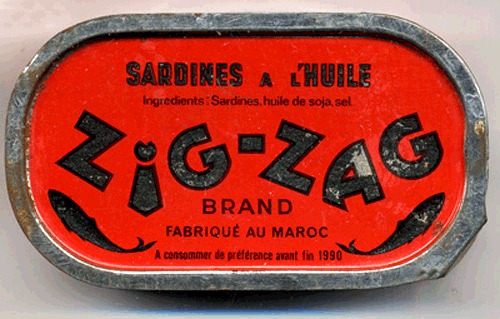 SARDINES A L'HUILE
Ingredients: Sardines, huile de soja, sel.
ZiG-ZAG
BRAND
FABRIQUÉ AU MAROC
A consommer de préférence avant fin 1990